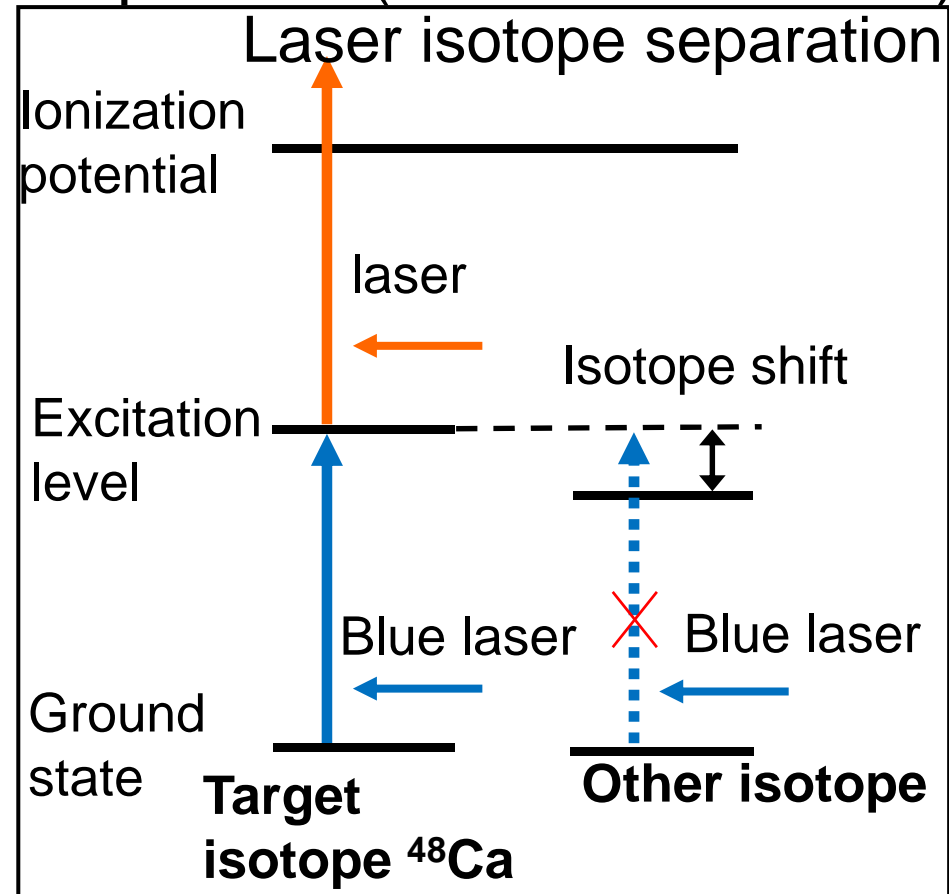 Laser isotope separation
Ionization
potential
laser
Isotope shift
Excitation
level
Blue laser
Blue laser
Ground
state
Target
isotope ⁴⁸Ca
Other isotope